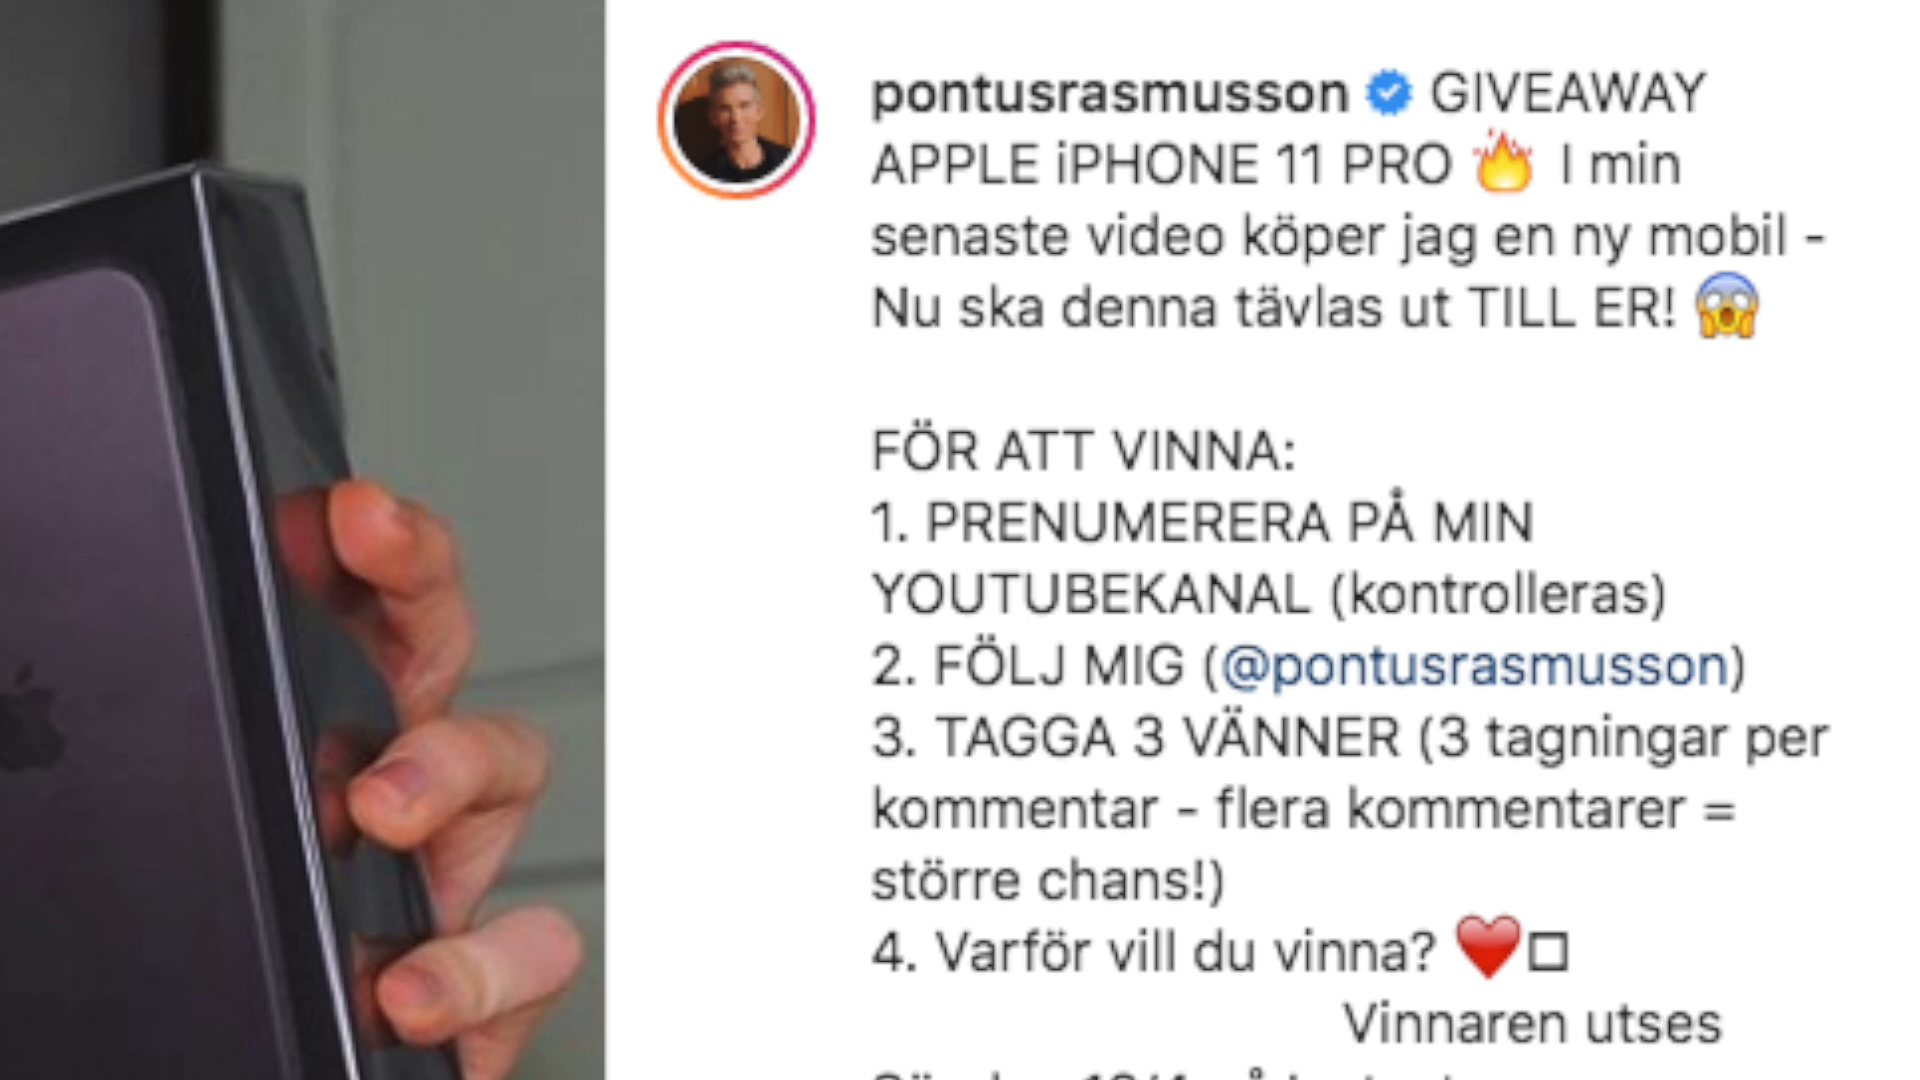 pontusrasmusson GIVEAWAY
APPLE iPHONE 11 PRO 🔥 I min
senaste video köper jag en ny mobil -
Nu ska denna tävlas ut TILL ER! 😱
FÖR ATT VINNA:
1. PRENUMERERA PÅ MIN
YOUTUBEKANAL (kontrolleras)
2. FÖLJ MIG (@pontusrasmusson)
3. TAGGA 3 VÄNNER (3 tagningar per
kommentar - flera kommentarer =
större chans!)
4. Varför vill du vinna? ❤️□
Vinnaren utses